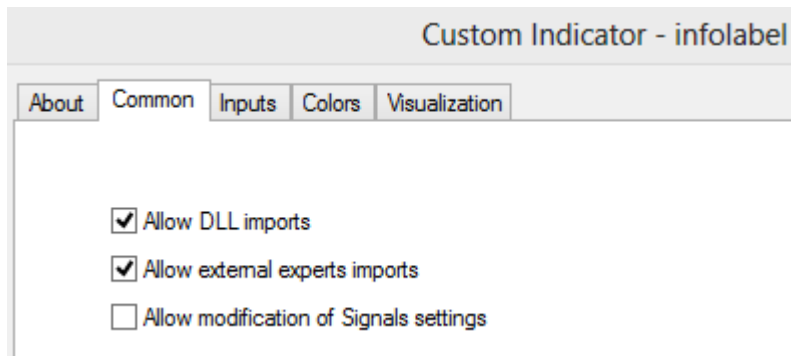 Custom Indicator - infolabel
About Common Inputs Colors Visualization
Allow DLL imports
Allow external experts imports
Allow modification of Signals settings